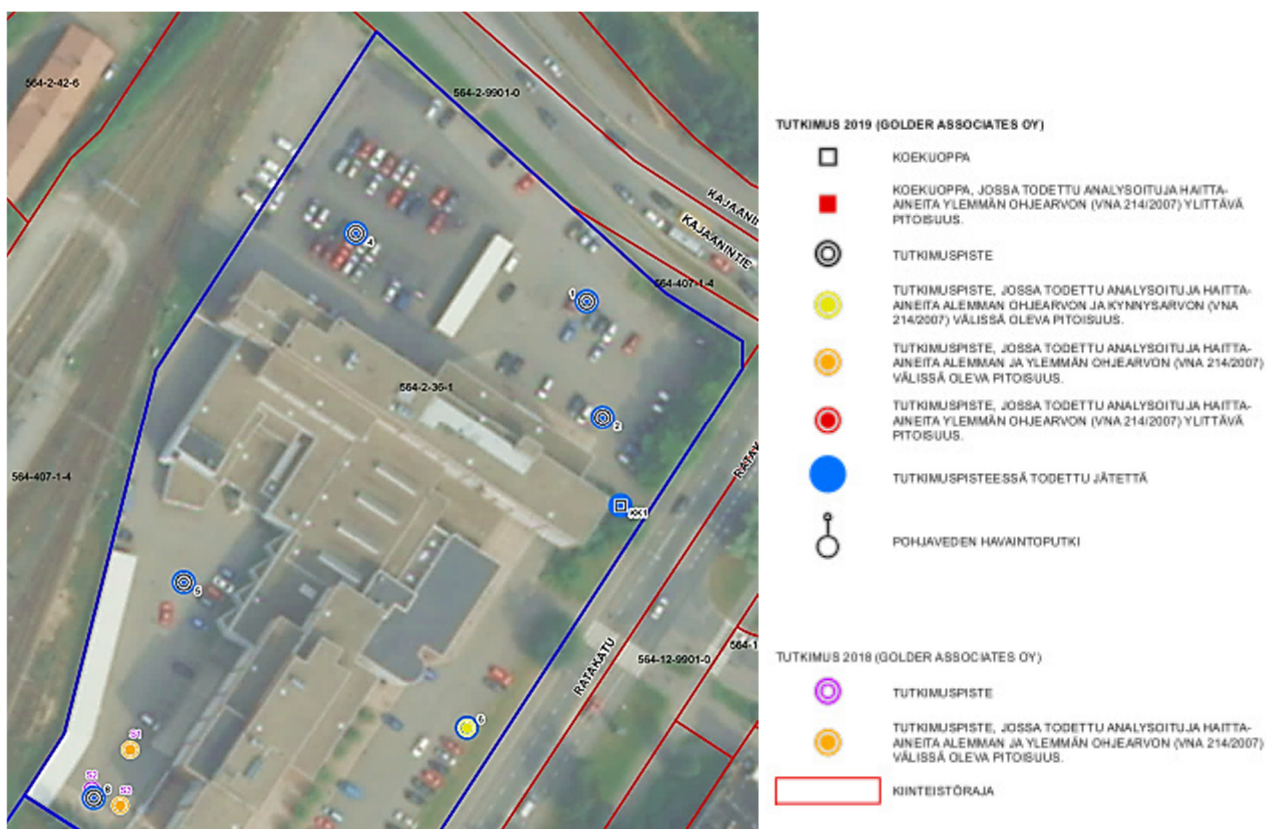 564-2-42-6
564-2-9901-0
KAJAANI
KAJAANINTIE
4
564-407-1-4
1
564-2-36-1
2
RATAK
564-407-1-4
KK1
5
564-12-9901-0
564-1
RATAKATU
6
S1
S2
8
S3
TUTKIMUS 2019 (GOLDER ASSOCIATES OY)
KOEKUOPPA
KOEKUOPPA, JOSSA TODETTU ANALYSOITUJA HAITTA-
AINEITA YLEMMÄN OHJEARVON (VNA 214/2007) YLITTÄVÄ
PITOISUUS.
TUTKIMUSPISTE
TUTKIMUSPISTE, JOSSA TODETTU ANALYSOITUJA HAITTA-
AINEITA ALEMMAN OHJEARVON JA KYNNYSARVON (VNA
214/2007) VÄLISSÄ OLEVA PITOISUUS.
TUTKIMUSPISTE, JOSSA TODETTU ANALYSOITUJA HAITTA-
AINEITA ALEMMAN JA YLEMMÄN OHJEARVON (VNA 214/2007)
VÄLISSÄ OLEVA PITOISUUS.
TUTKIMUSPISTE, JOSSA TODETTU ANALYSOITUJA HAITTA-
AINEITA YLEMMÄN OHJEARVON (VNA 214/2007) YLITTÄVÄ
PITOISUUS.
TUTKIMUSPISTEESSÄ TODETTU JÄTETTÄ
POHJAVEDEN HAVAINTOPUTKI
TUTKIMUS 2018 (GOLDER ASSOCIATES OY)
TUTKIMUSPISTE
TUTKIMUSPISTE, JOSSA TODETTU ANALYSOITUJA HAITTA-
AINEITA ALEMMAN JA YLEMMÄN OHJEARVON (VNA 214/2007)
VÄLISSÄ OLEVA PITOISUUS.
KIINTEISTÖRAJA